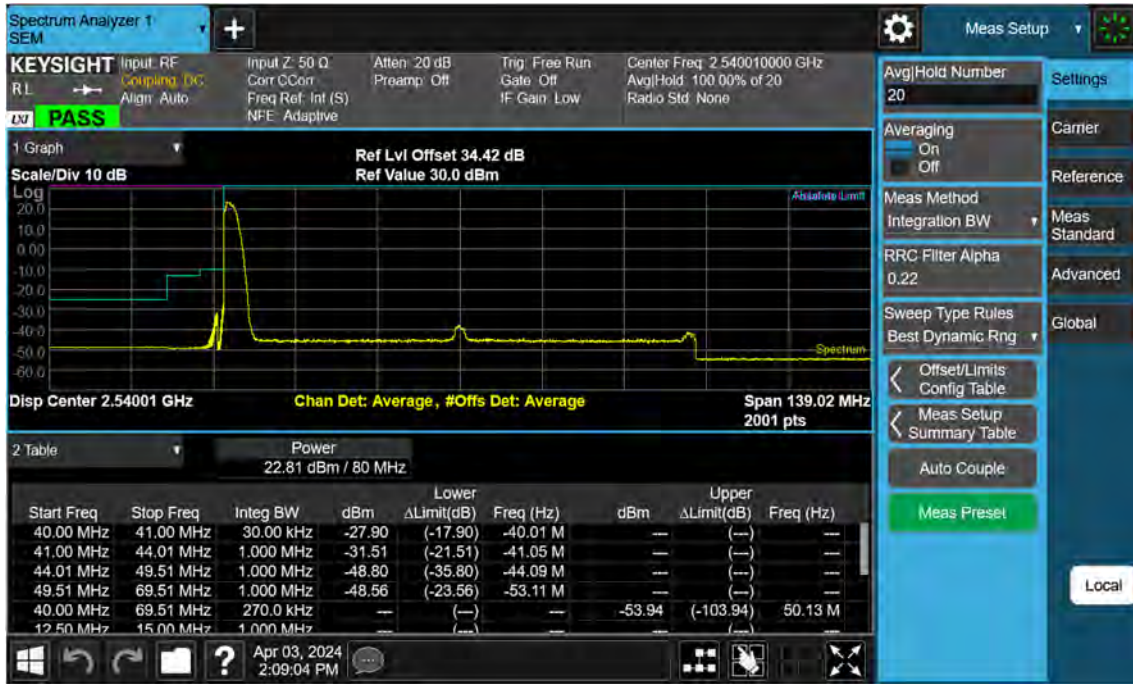 Spectrum Analyzer 1
SEM
+
Meas Setup
KEYSIGHT
RL
LXI PASS
Input: RF
Coupling: DC
Align: Auto
Input Z: 50 Ω
Corr CCorr
Freq Ref: Int (S)
NFE: Adaptive
Atten: 20 dB
Preamp: Off
Trig: Free Run
Gate: Off
IF Gain: Low
Center Freq: 2.540010000 GHz
Avg|Hold: 100.00% of 20
Radio Std: None
1 Graph
Scale/Div 10 dB
Ref Lvl Offset 34.42 dB
Ref Value 30.0 dBm
Log
Absolute Limit
20.0
10.0
0.00
-10.0
-20.0
-30.0
-40.0
-50.0
-60.0
Spectrum
Disp Center 2.54001 GHz
Chan Det: Average, #Offs Det: Average
Span 139.02 MHz
2001 pts
2 Table
Power
22.81 dBm / 80 MHz
Lower Upper
Start Freq Stop Freq Integ BW dBm ΔLimit(dB) Freq (Hz) dBm ΔLimit(dB) Freq (Hz)
40.00 MHz 41.00 MHz 30.00 kHz -27.90 (-17.90) -40.01 M --- (---) ---
41.00 MHz 44.01 MHz 1.000 MHz -31.51 (-21.51) -41.05 M --- (---) ---
44.01 MHz 49.51 MHz 1.000 MHz -48.80 (-35.80) -44.09 M --- (---) ---
49.51 MHz 69.51 MHz 1.000 MHz -48.56 (-23.56) -53.11 M --- (---) ---
40.00 MHz 69.51 MHz 270.0 kHz --- (---) --- -53.94 (-103.94) 50.13 M
12.50 MHz 15.00 MHz 1.000 MHz --- (---) --- --- (---) ---
?
Apr 03, 2024
2:09:04 PM
Avg|Hold Number
20
Averaging
On
Off
Meas Method
Integration BW
RRC Filter Alpha
0.22
Sweep Type Rules
Best Dynamic Rng
Offset/Limits
Config Table
Meas Setup
Summary Table
Auto Couple
Meas Preset
Settings
Carrier
Reference
Meas
Standard
Advanced
Global
Local